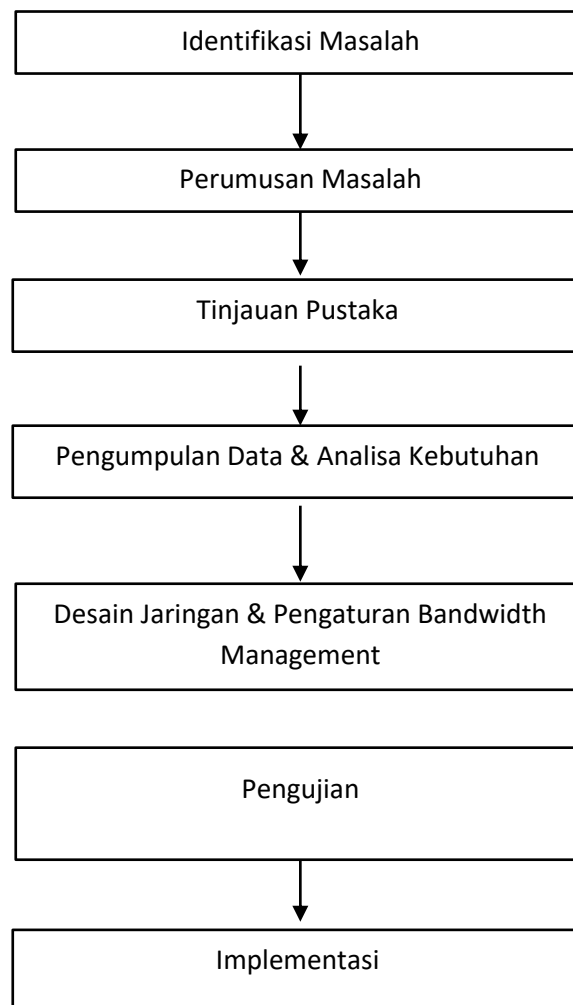 Identifikasi Masalah
Perumusan Masalah
Tinjauan Pustaka
Pengumpulan Data & Analisa Kebutuhan
Desain Jaringan & Pengaturan Bandwidth
Management
Pengujian
Implementasi